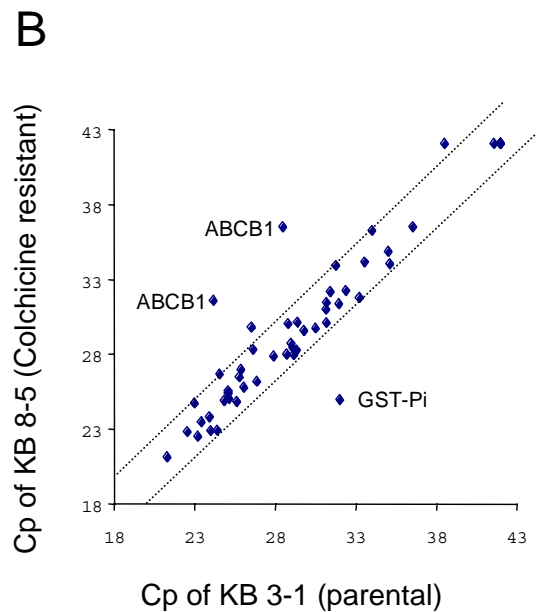 B
Cp of KB 8-5 (Colchicine resistant)
43
38
33
28
23
18
ABCB1
ABCB1
GST-Pi
18 23 28 33 38 43
Cp of KB 3-1 (parental)